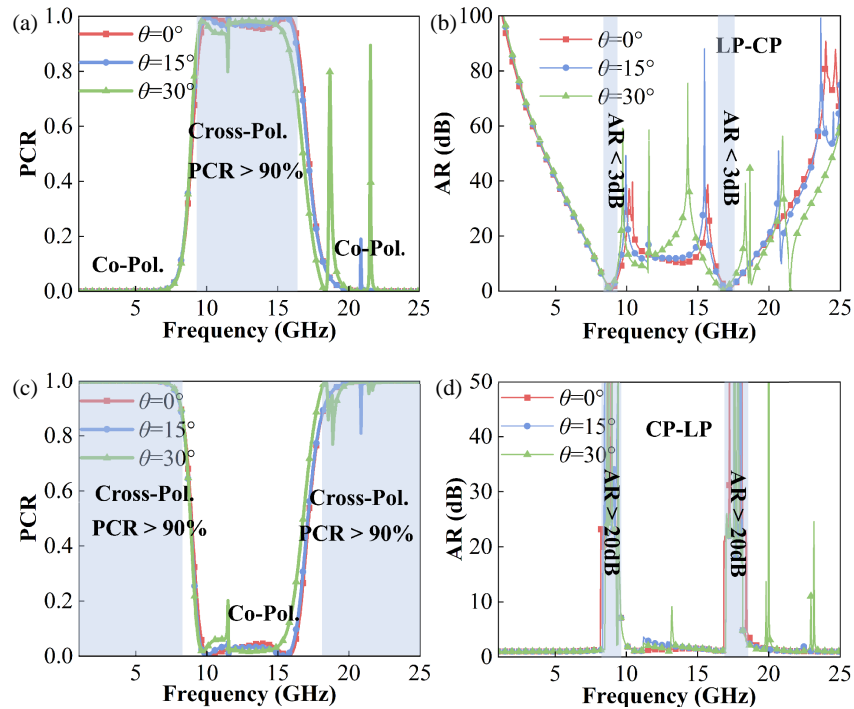 (a)
1.0
0.8
0.6
0.4
0.2
0.0
PCR
θ=0°
θ=15°
θ=30°
Cross-Pol.
PCR > 90%
Co-Pol.
Co-Pol.
5
10
15
20
25
Frequency (GHz)
(b)
100
80
60
40
20
0
AR (dB)
θ=0°
θ=15°
θ=30°
LP-CP
AR < 3dB
AR < 3dB
5
10
15
20
25
Frequency (GHz)
(c)
1.0
0.8
0.6
0.4
0.2
0.0
PCR
θ=0°
θ=15°
θ=30°
Cross-Pol.
PCR > 90%
Cross-Pol.
PCR > 90%
Co-Pol.
5
10
15
20
25
Frequency (GHz)
(d)
50
40
30
20
10
0
AR (dB)
θ=0°
θ=15°
θ=30°
CP-LP
AR > 20dB
AR > 20dB
5
10
15
20
25
Frequency (GHz)